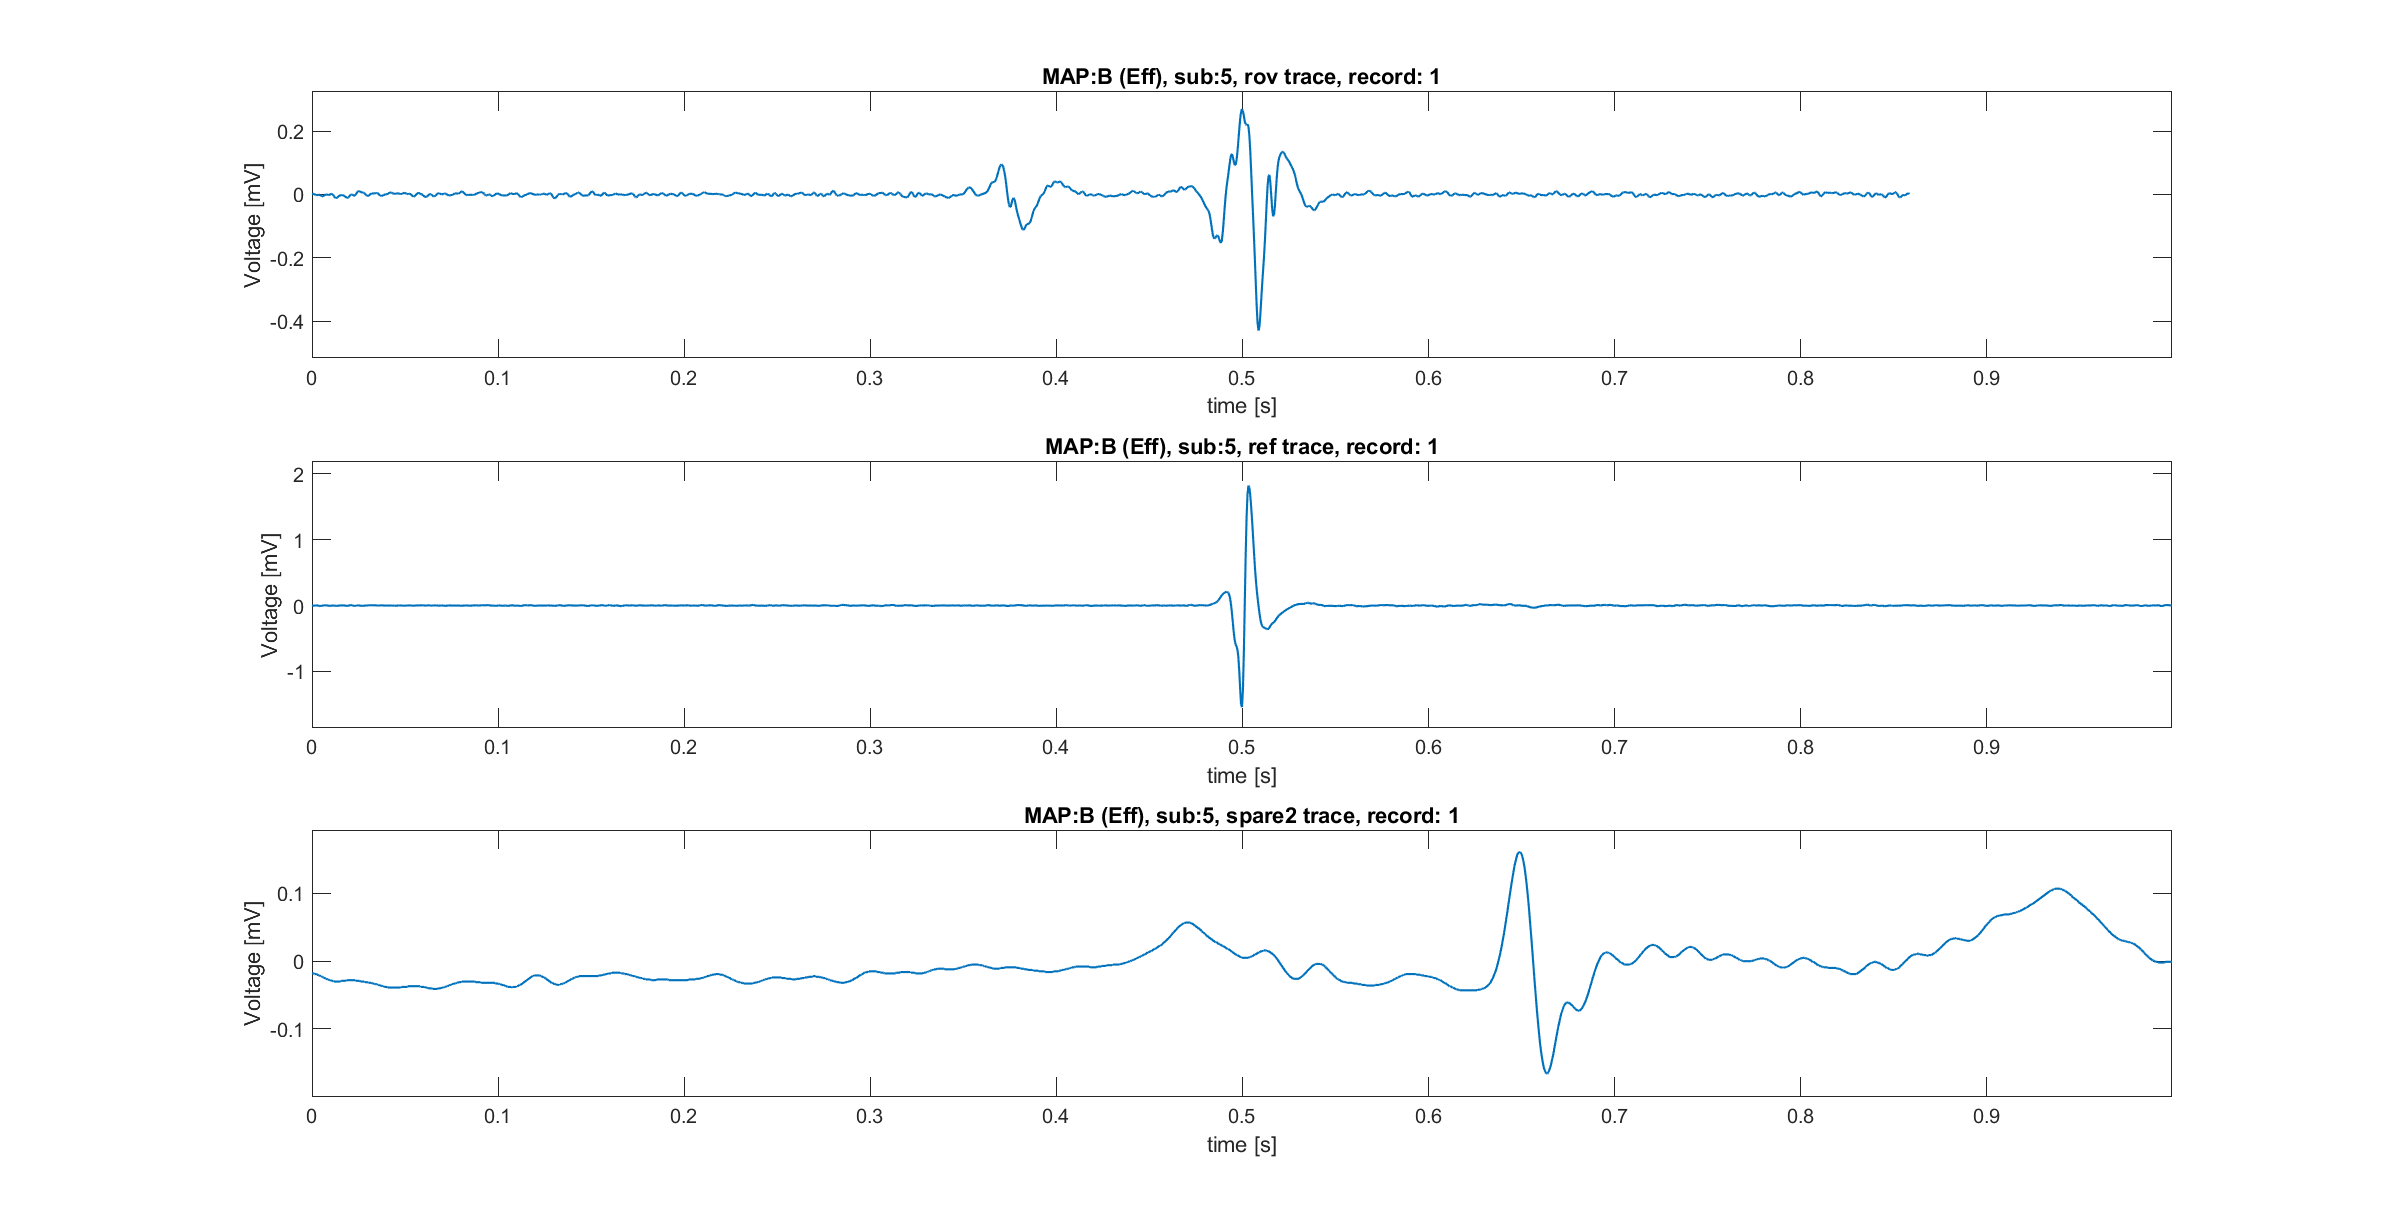 MAP:B (Eff), sub:5, rov trace, record: 1
Voltage [mV]
0.2
0
-0.2
-0.4
0 0.1 0.2 0.3 0.4 0.5 0.6 0.7 0.8 0.9
time [s]
MAP:B (Eff), sub:5, ref trace, record: 1
Voltage [mV]
2
1
0
-1
0 0.1 0.2 0.3 0.4 0.5 0.6 0.7 0.8 0.9
time [s]
MAP:B (Eff), sub:5, spare2 trace, record: 1
Voltage [mV]
0.1
0
-0.1
0 0.1 0.2 0.3 0.4 0.5 0.6 0.7 0.8 0.9
time [s]